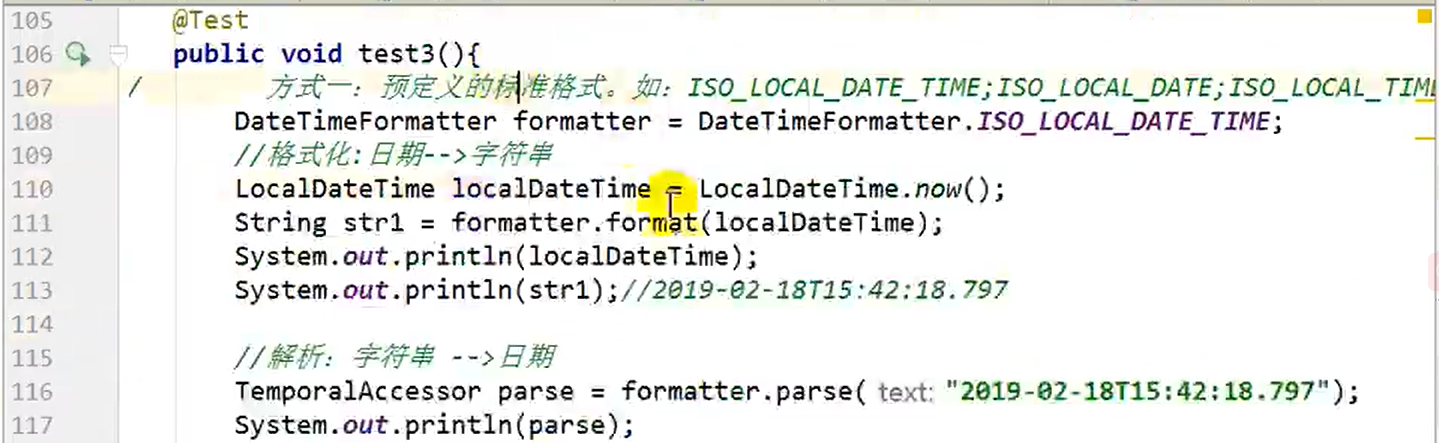 105 @Test
106 public void test3(){
107 / 方式一：预定义的标准格式。如：ISO_LOCAL_DATE_TIME;ISO_LOCAL_DATE;ISO_LOCAL_TIME
108 DateTimeFormatter formatter = DateTimeFormatter.ISO_LOCAL_DATE_TIME;
109 //格式化:日期-->字符串
110 LocalDateTime localDateTime = LocalDateTime.now();
111 String str1 = formatter.format(localDateTime);
112 System.out.println(localDateTime);
113 System.out.println(str1);//2019-02-18T15:42:18.797
114
115 //解析：字符串 -->日期
116 TemporalAccessor parse = formatter.parse( text: "2019-02-18T15:42:18.797");
117 System.out.println(parse);